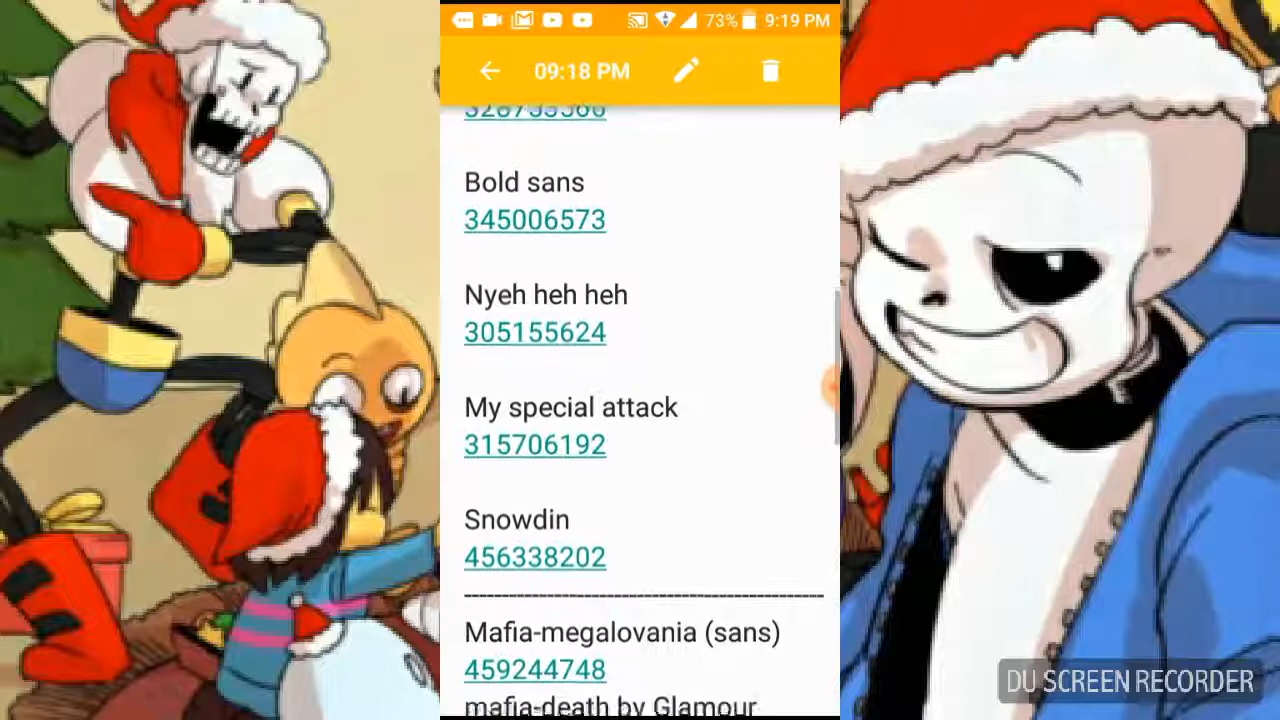 73% 9:19 PM
09:18 PM
Bold sans
345006573
Nyeh heh heh
305155624
My special attack
315706192
Snowdin
456338202
--------------------------------------------------
Mafia-megalovania (sans)
459244748
mafia-death by Glamour
DU SCREEN RECORDER